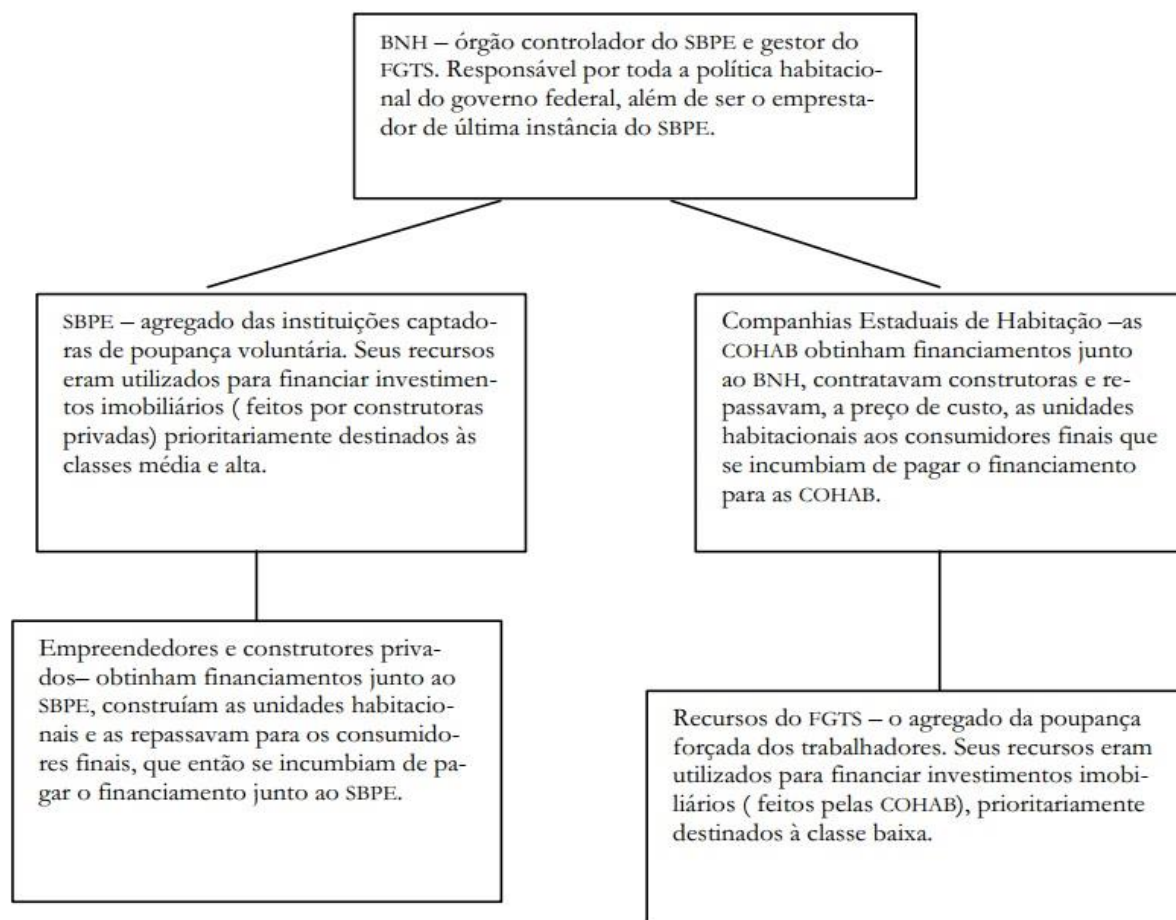 BNH – órgão controlador do SBPE e gestor do
FGTS. Responsável por toda a política habitacio-
nal do governo federal, além de ser o empresta-
dor de última instância do SBPE.
SBPE – agregado das instituições captado-
ras de poupança voluntária. Seus recursos
eram utilizados para financiar investimen-
tos imobiliários ( feitos por construtoras
privadas) prioritariamente destinados às
classes média e alta.
Companhias Estaduais de Habitação –as
COHAB obtinham financiamentos junto
ao BNH, contratavam construtoras e re-
passavam, a preço de custo, as unidades
habitacionais aos consumidores finais que
se incumbiam de pagar o financiamento
para as COHAB.
Empreendedores e construtores priva-
dos– obtinham financiamentos junto ao
SBPE, construíam as unidades habitacio-
nais e as repassavam para os consumido-
res finais, que então se incumbiam de pa-
gar o financiamento junto ao SBPE.
Recursos do FGTS – o agregado da poupança
forçada dos trabalhadores. Seus recursos eram
utilizados para financiar investimentos imobi-
liários ( feitos pelas COHAB), prioritariamente
destinados à classe baixa.